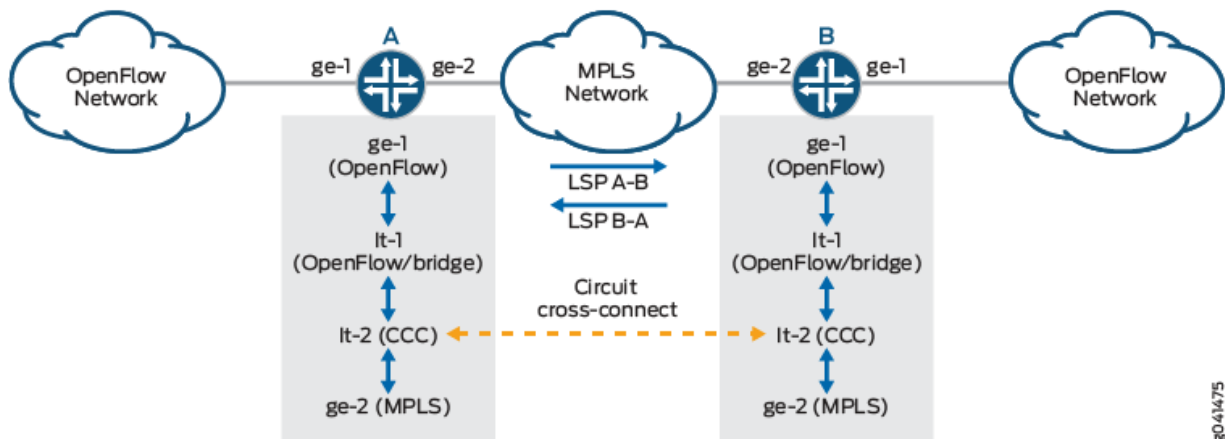 A
B
OpenFlow
Network
ge-1
ge-2
MPLS
Network
ge-2
ge-1
OpenFlow
Network
ge-1
(OpenFlow)
lt-1
(OpenFlow/bridge)
lt-2 (CCC)
ge-2 (MPLS)
LSP A-B
LSP B-A
Circuit
cross-connect
ge-1
(OpenFlow)
lt-1
(OpenFlow/bridge)
lt-2 (CCC)
ge-2 (MPLS)
g041475